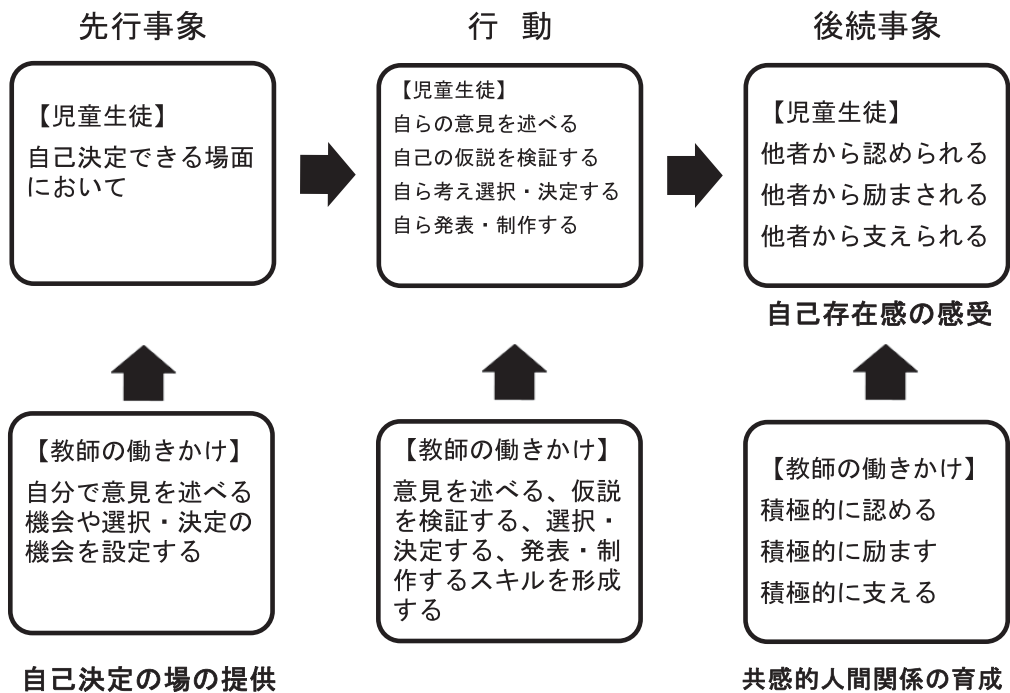 先行事象
行 動
後続事象
【児童生徒】
自己決定できる場面
において
【児童生徒】
自らの意見を述べる
自己の仮説を検証する
自ら考え選択・決定する
自ら発表・制作する
【児童生徒】
他者から認められる
他者から励まされる
他者から支えられる
自己存在感の感受
【教師の働きかけ】
自分で意見を述べる
機会や選択・決定の
機会を設定する
【教師の働きかけ】
意見を述べる、仮説
を検証する、選択・
決定する、発表・制
作するスキルを形成
する
【教師の働きかけ】
積極的に認める
積極的に励ます
積極的に支える
自己決定の場の提供
共感的人間関係の育成